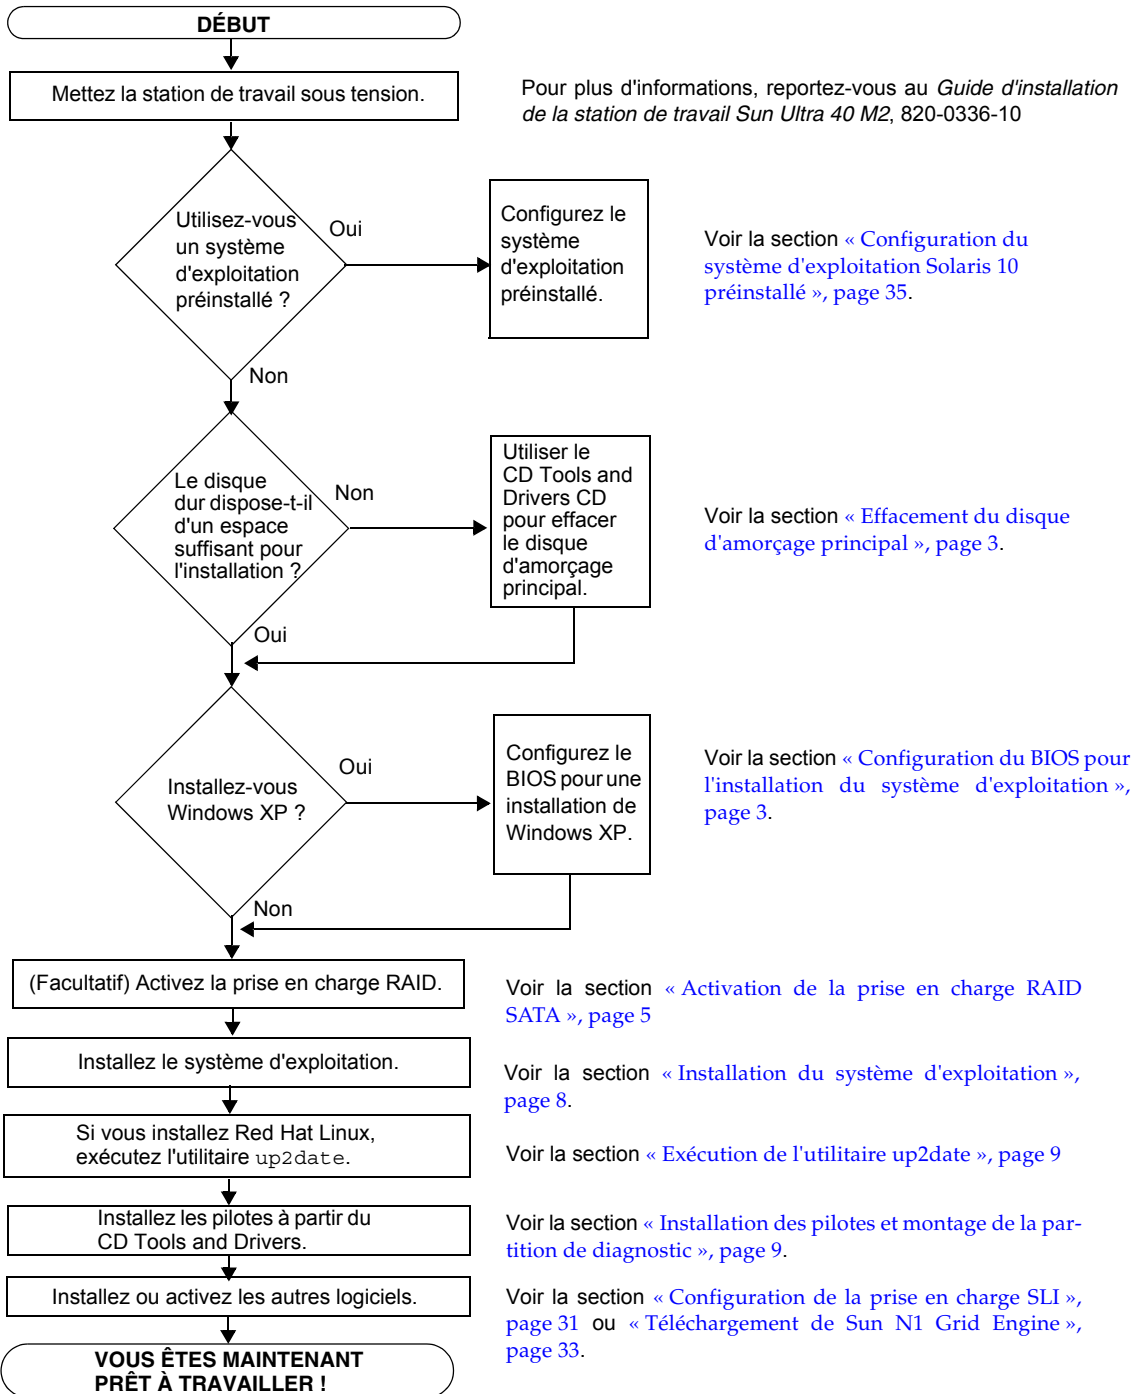 DÉBUT
Mettez la station de travail sous tension.
Pour plus d'informations, reportez-vous au Guide d'installation
de la station de travail Sun Ultra 40 M2, 820-0336-10
Utilisez-vous
un système
d'exploitation
préinstallé ?
Oui
Configurez le
système
d'exploitation
préinstallé.
Voir la section « Configuration du
système d'exploitation Solaris 10
préinstallé », page 35.
Non
Le disque
dur dispose-t-il
d'un espace
suffisant pour
l'installation ?
Non
Utiliser le
CD Tools and
Drivers CD
pour effacer
le disque
d'amorçage
principal.
Voir la section « Effacement du disque
d'amorçage principal », page 3.
Oui
Installez-vous
Windows XP ?
Oui
Configurez le
BIOS pour une
installation de
Windows XP.
Voir la section « Configuration du BIOS pour
l'installation du système d'exploitation »,
page 3.
Non
(Facultatif) Activez la prise en charge RAID.
Voir la section « Activation de la prise en charge RAID
SATA », page 5
Installez le système d'exploitation.
Voir la section « Installation du système d'exploitation »,
page 8.
Si vous installez Red Hat Linux,
exécutez l'utilitaire up2date.
Voir la section « Exécution de l'utilitaire up2date », page 9
Installez les pilotes à partir du
CD Tools and Drivers.
Voir la section « Installation des pilotes et montage de la par-
tition de diagnostic », page 9.
Installez ou activez les autres logiciels.
Voir la section « Configuration de la prise en charge SLI »,
page 31 ou « Téléchargement de Sun N1 Grid Engine »,
page 33.
VOUS ÊTES MAINTENANT
PRÊT À TRAVAILLER !